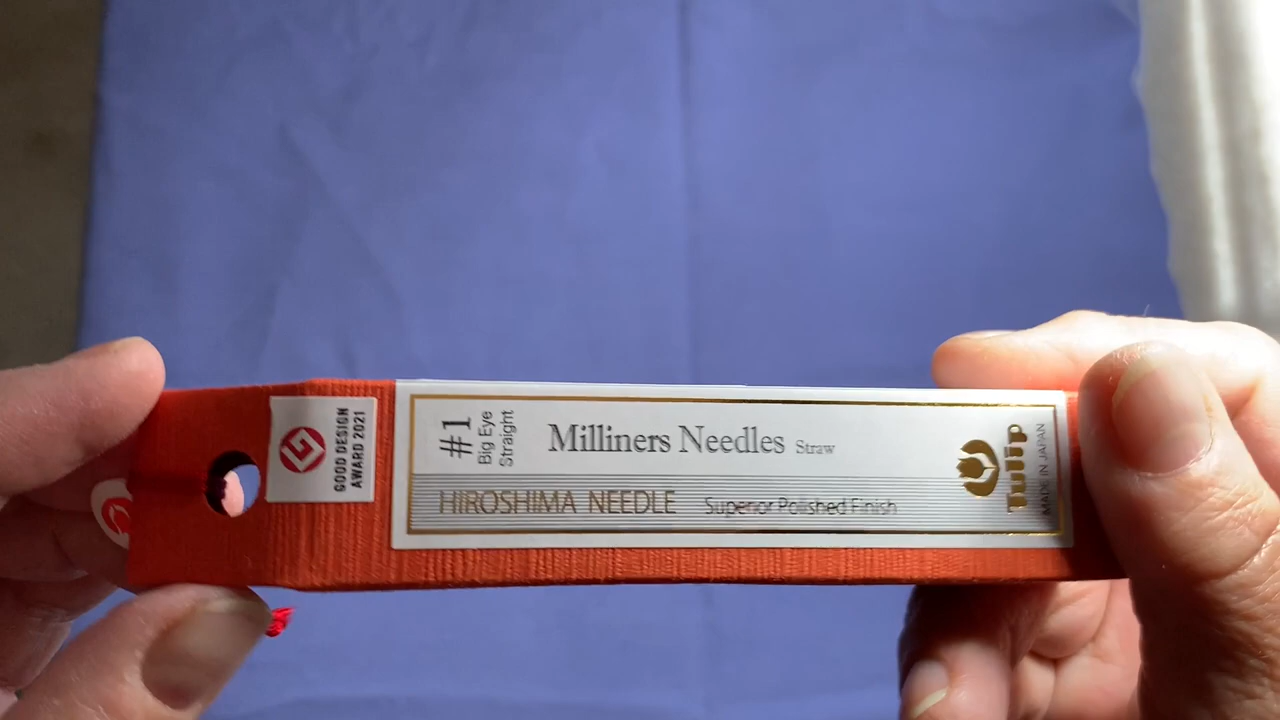 GOOD DESIGN
AWARD 2021
#1
Big Eye
Straight
Milliners Needles Straw
HIROSHIMA NEEDLE Superior Polished Finish
Tulip
MADE IN JAPAN